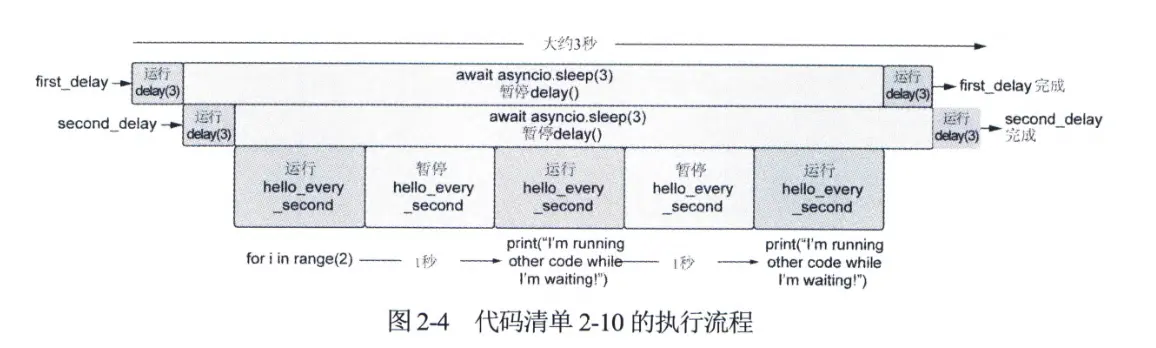 大约3秒
first_delay
运行
delay(3)
await asyncio.sleep(3)
暂停delay()
运行
delay(3)
first_delay 完成
second_delay
运行
delay(3)
await asyncio.sleep(3)
暂停delay()
运行
delay(3)
second_delay
完成
运行
hello_every
_second
暂停
hello_every
_second
运行
hello_every
_second
暂停
hello_every
_second
运行
hello_every
_second
for i in range(2)
1秒
print("I'm running
other code while
I'm waiting!")
1秒
print("I'm running
other code while
I'm waiting!")
图 2-4 代码清单 2-10 的执行流程